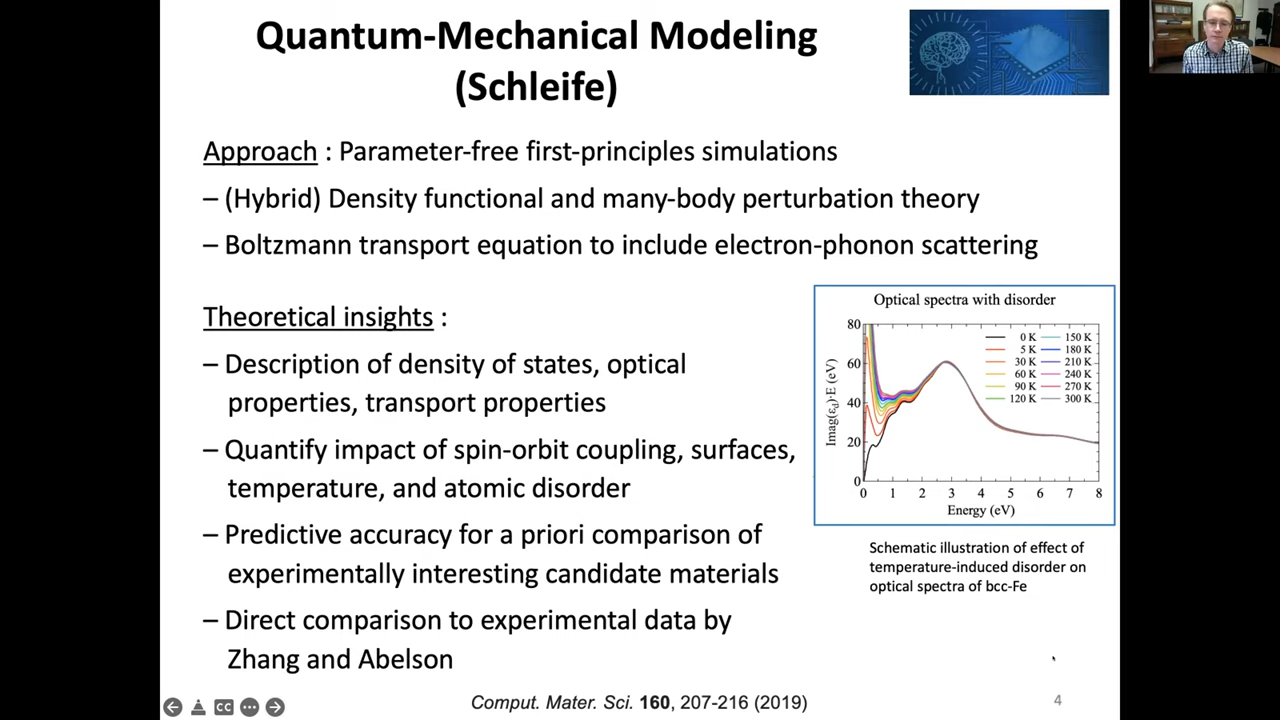 Quantum-Mechanical Modeling
(Schleife)
Approach : Parameter-free first-principles simulations
– (Hybrid) Density functional and many-body perturbation theory
– Boltzmann transport equation to include electron-phonon scattering
Theoretical insights :
– Description of density of states, optical
properties, transport properties
– Quantify impact of spin-orbit coupling, surfaces,
temperature, and atomic disorder
– Predictive accuracy for a priori comparison of
experimentally interesting candidate materials
– Direct comparison to experimental data by
Zhang and Abelson
Optical spectra with disorder
Imag(εd)·E (eV)
80
60
40
20
0
0 K 150 K
5 K 180 K
30 K 210 K
60 K 240 K
90 K 270 K
120 K 300 K
0 1 2 3 4 5 6 7 8
Energy (eV)
Schematic illustration of effect of
temperature-induced disorder on
optical spectra of bcc-Fe
CC
Comput. Mater. Sci. 160, 207-216 (2019)
4